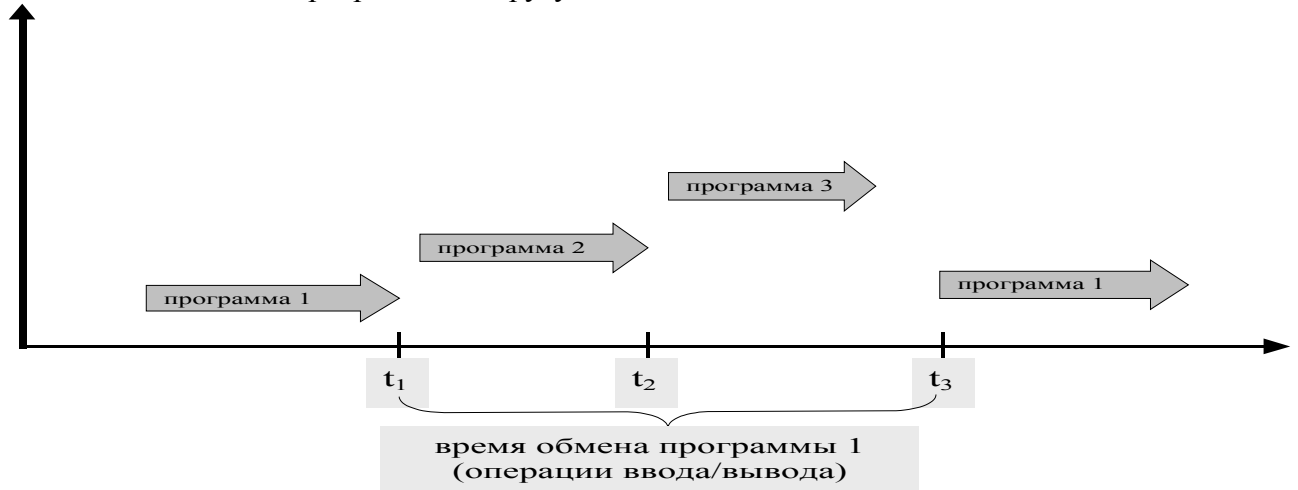 программа 3
программа 2
программа 1
программа 1
t₁
t₂
t₃
время обмена программы 1
(операции ввода/вывода)